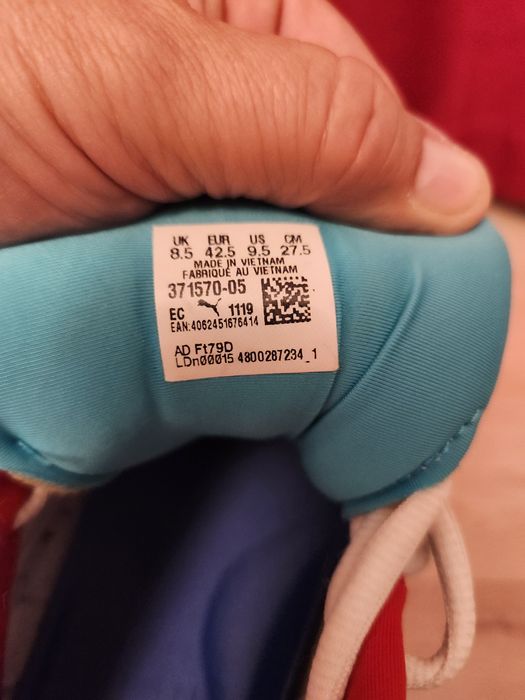 UK EUR US CM
8.5 42.5 9.5 27.5
MADE IN VIETNAM
FABRIQUÉ AU VIETNAM
371570-05
EC 1119
EAN:4062451676414
AD Ft79D
LDn00015 4800287234_1